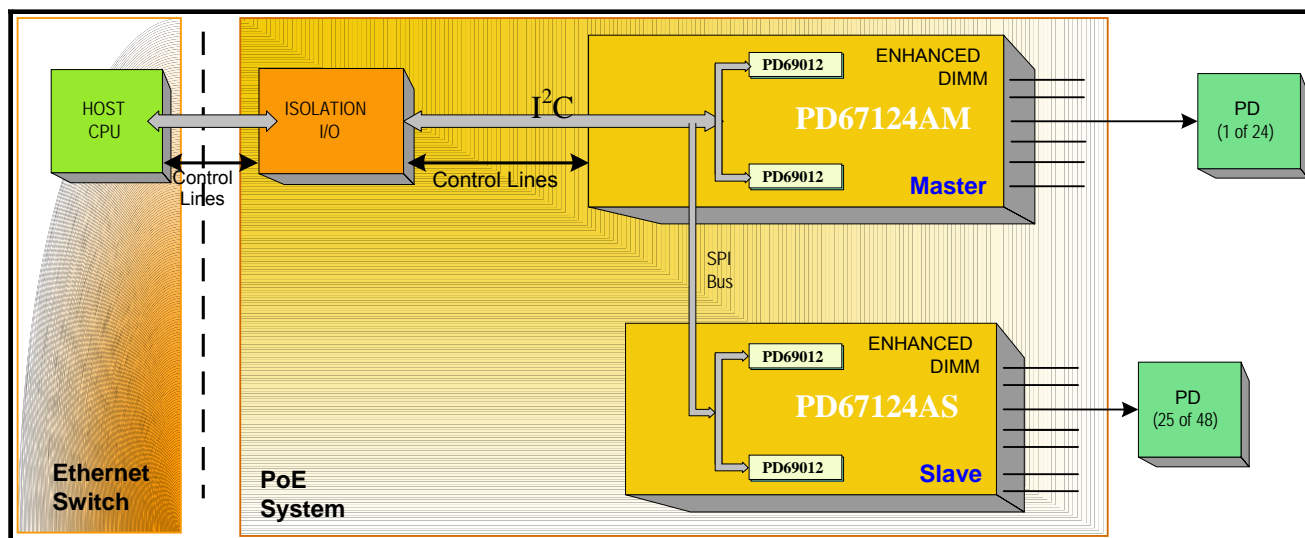 HOST
CPU
Control
Lines
Ethernet
Switch
ISOLATION
I/O
I²C
Control Lines
PoE
System
PD69012
ENHANCED
DIMM
PD67124AM
PD69012
Master
SPI
Bus
PD69012
ENHANCED
DIMM
PD67124AS
PD69012
Slave
PD
(1 of 24)
PD
(25 of 48)